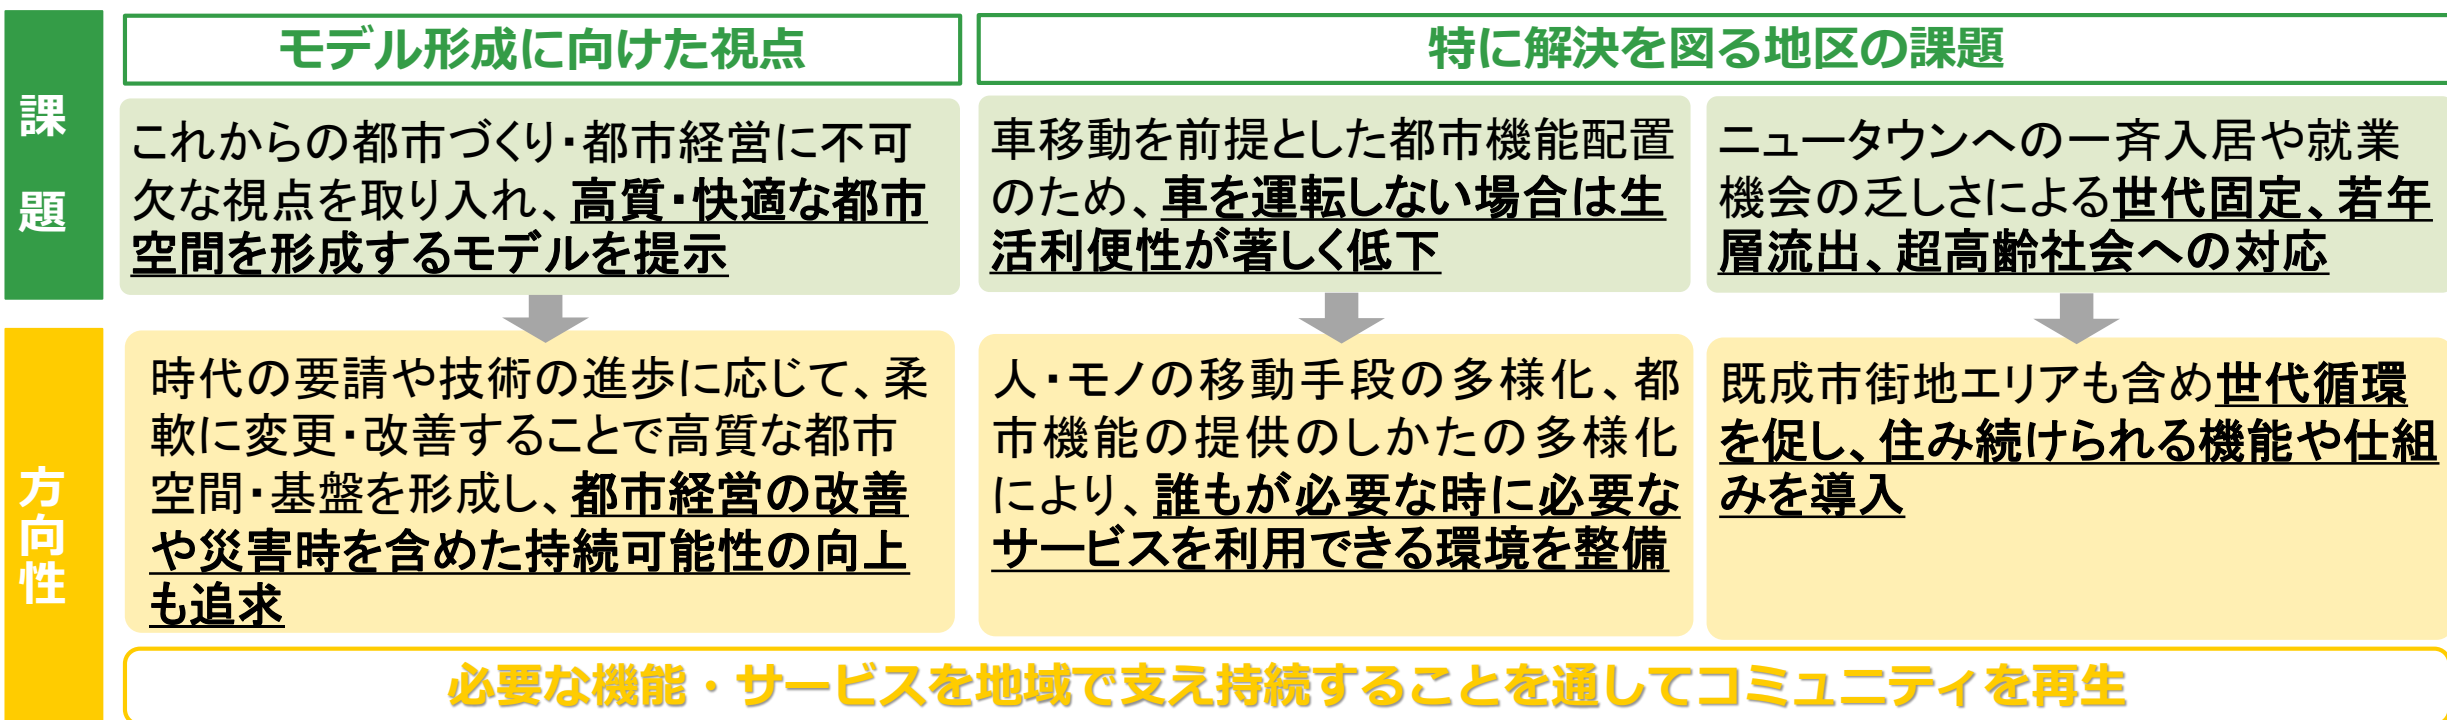 課題
モデル形成に向けた視点
特に解決を図る地区の課題
これからの都市づくり・都市経営に不可
欠な視点を取り入れ、高質・快適な都市
空間を形成するモデルを提示
車移動を前提とした都市機能配置
のため、車を運転しない場合は生
活利便性が著しく低下
ニュータウンへの一斉入居や就業
機会の乏しさによる世代固定、若年
層流出、超高齢社会への対応
方向性
時代の要請や技術の進歩に応じて、柔
軟に変更・改善することで高質な都市
空間・基盤を形成し、都市経営の改善
や災害時を含めた持続可能性の向上
も追求
人・モノの移動手段の多様化、都
市機能の提供のしかたの多様化
により、誰もが必要な時に必要な
サービスを利用できる環境を整備
既成市街地エリアも含め世代循環
を促し、住み続けられる機能や仕組
みを導入
必要な機能・サービスを地域で支え持続することを通してコミュニティを再生